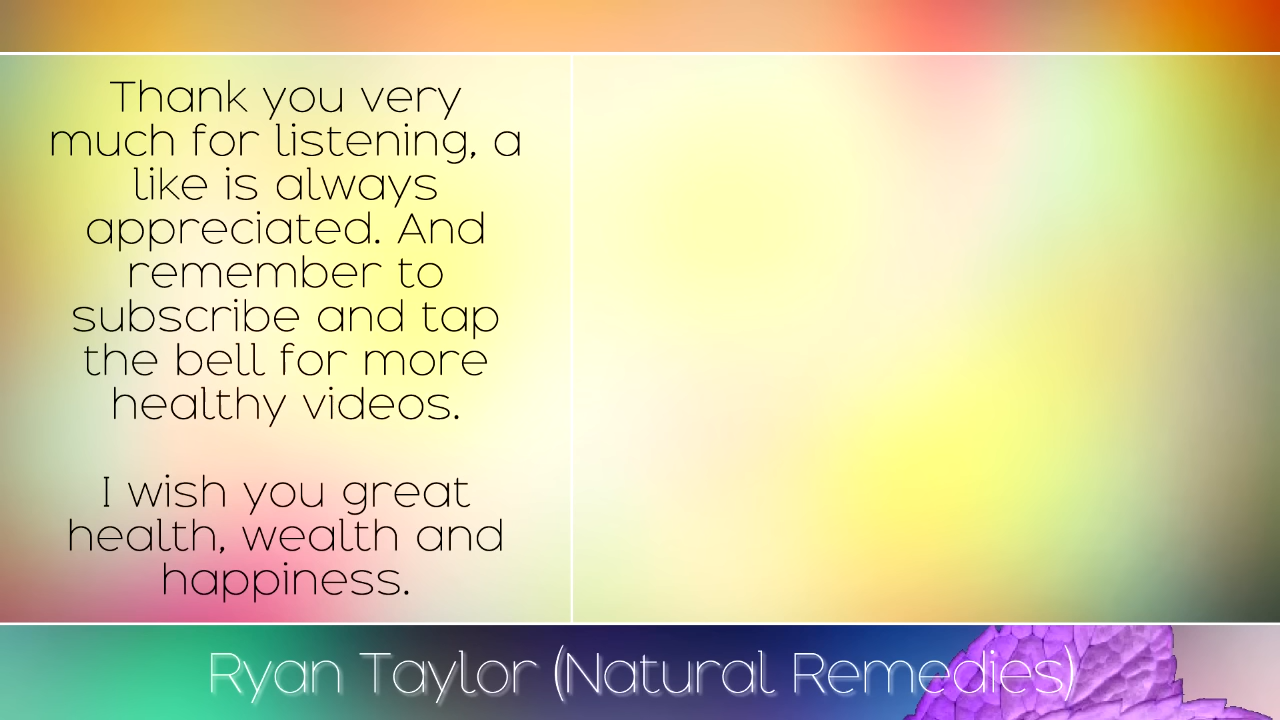 Thank you very
much for listening, a
like is always
appreciated. And
remember to
subscribe and tap
the bell for more
healthy videos.
I wish you great
health, wealth and
happiness.
Ryan Taylor (Natural Remedies)